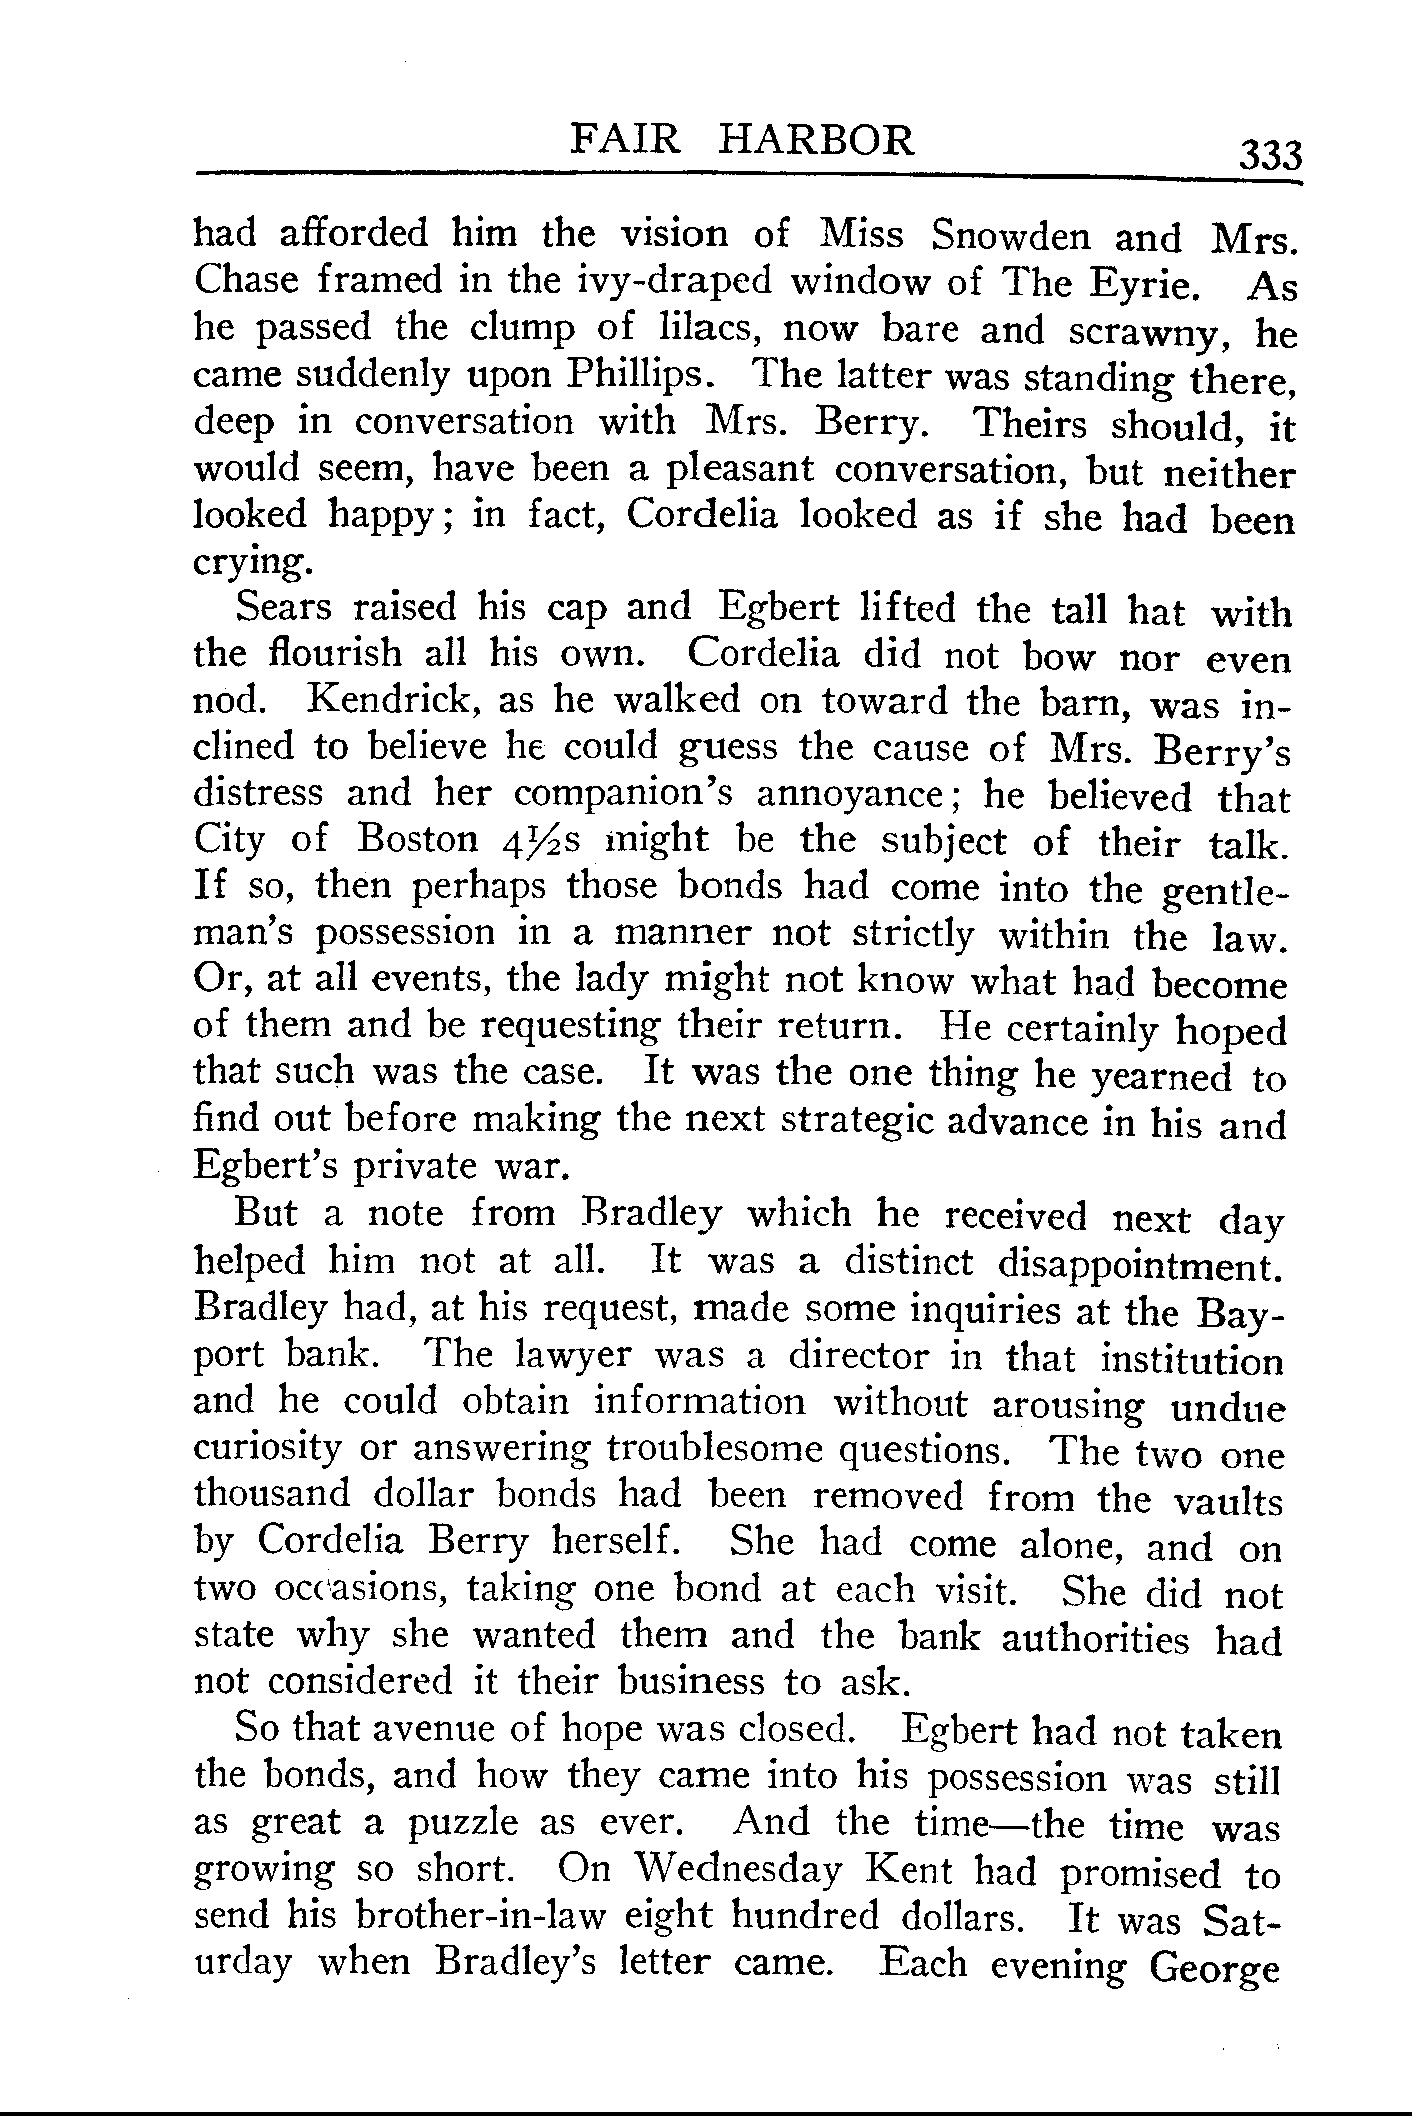 FAIR HARBOR 333
had afforded him the vision of Miss Snowden and Mrs.
Chase framed in the ivy-draped window of The Eyrie. As
he passed the clump of lilacs, now bare and scrawny, he
came suddenly upon Phillips. The latter was standing there,
deep in conversation with Mrs. Berry. Theirs should, it
would seem, have been a pleasant conversation, but neither
looked happy; in fact, Cordelia looked as if she had been
crying.
Sears raised his cap and Egbert lifted the tall hat with
the flourish all his own. Cordelia did not bow nor even
nod. Kendrick, as he walked on toward the barn, was in-
clined to believe he could guess the cause of Mrs. Berry's
distress and her companion's annoyance; he believed that
City of Boston 4½s might be the subject of their talk.
If so, then perhaps those bonds had come into the gentle-
man's possession in a manner not strictly within the law.
Or, at all events, the lady might not know what had become
of them and be requesting their return. He certainly hoped
that such was the case. It was the one thing he yearned to
find out before making the next strategic advance in his and
Egbert's private war.
But a note from Bradley which he received next day
helped him not at all. It was a distinct disappointment.
Bradley had, at his request, made some inquiries at the Bay-
port bank. The lawyer was a director in that institution
and he could obtain information without arousing undue
curiosity or answering troublesome questions. The two one
thousand dollar bonds had been removed from the vaults
by Cordelia Berry herself. She had come alone, and on
two occasions, taking one bond at each visit. She did not
state why she wanted them and the bank authorities had
not considered it their business to ask.
So that avenue of hope was closed. Egbert had not taken
the bonds, and how they came into his possession was still
as great a puzzle as ever. And the time—the time was
growing so short. On Wednesday Kent had promised to
send his brother-in-law eight hundred dollars. It was Sat-
urday when Bradley's letter came. Each evening George